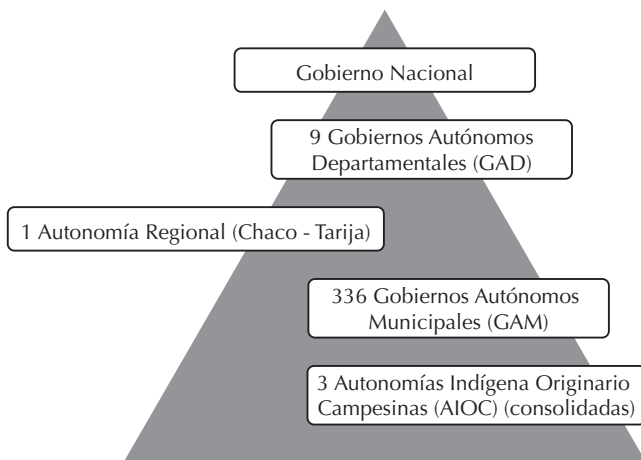 Gobierno Nacional
9 Gobiernos Autónomos
Departamentales (GAD)
1 Autonomía Regional (Chaco - Tarija)
336 Gobiernos Autónomos
Municipales (GAM)
3 Autonomías Indígena Originario
Campesinas (AIOC) (consolidadas)